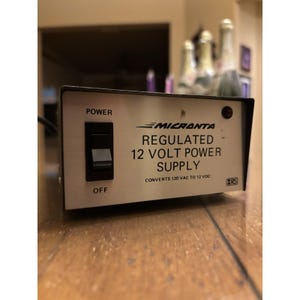 POWER
OFF
MICRONTA
REGULATED
12 VOLT POWER
SUPPLY
CONVERTS 120 VAC TO 12 VDC